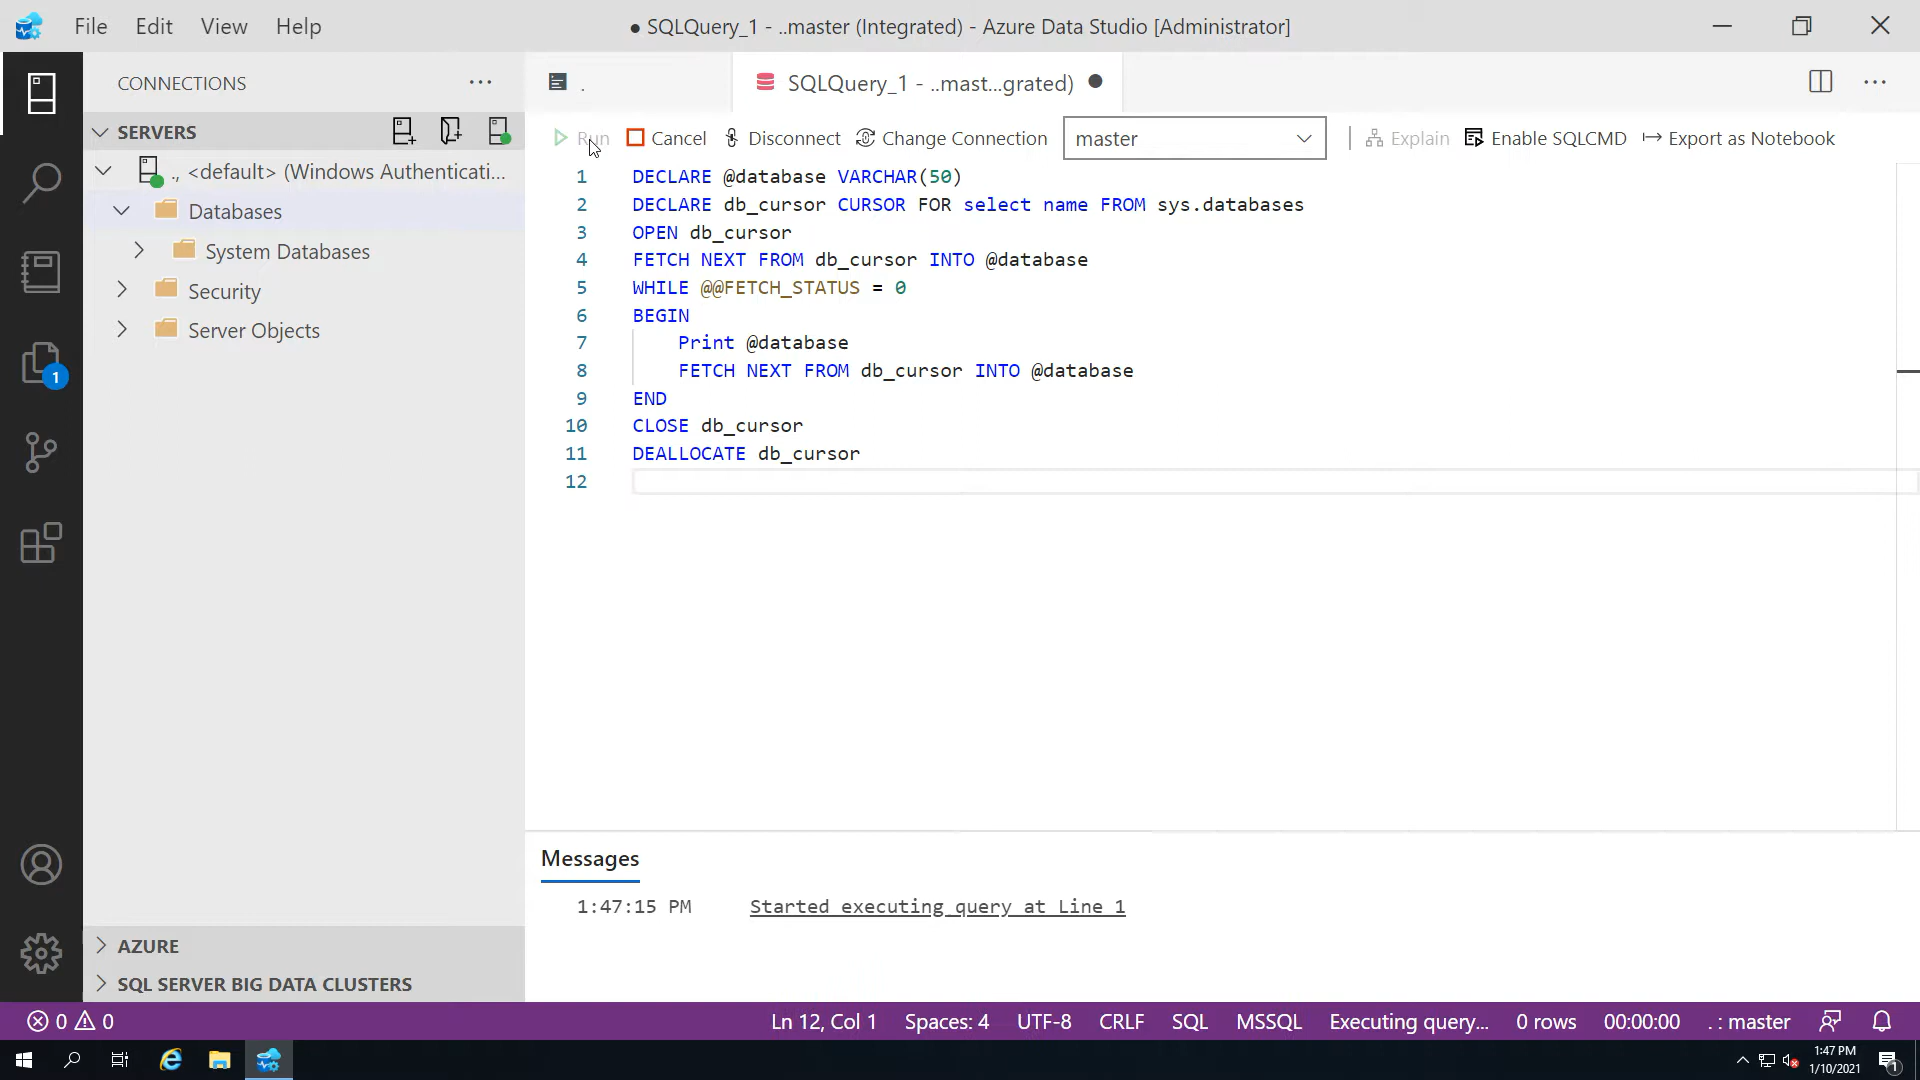 File Edit View Help
● SQLQuery_1 - ..master (Integrated) - Azure Data Studio [Administrator]
CONNECTIONS
SERVERS
., <default> (Windows Authenticati...
Databases
System Databases
Security
Server Objects
AZURE
SQL SERVER BIG DATA CLUSTERS
1
.
SQLQuery_1 - ..mast...grated)
Run Cancel Disconnect Change Connection master Explain Enable SQLCMD Export as Notebook
1 DECLARE @database VARCHAR(50)
2 DECLARE db_cursor CURSOR FOR select name FROM sys.databases
3 OPEN db_cursor
4 FETCH NEXT FROM db_cursor INTO @database
5 WHILE @@FETCH_STATUS = 0
6 BEGIN
7 Print @database
8 FETCH NEXT FROM db_cursor INTO @database
9 END
10 CLOSE db_cursor
11 DEALLOCATE db_cursor
12
Messages
1:47:15 PM Started executing query at Line 1
0 0 Ln 12, Col 1 Spaces: 4 UTF-8 CRLF SQL MSSQL Executing query... 0 rows 00:00:00 . : master
1:47 PM
1/10/2021
1